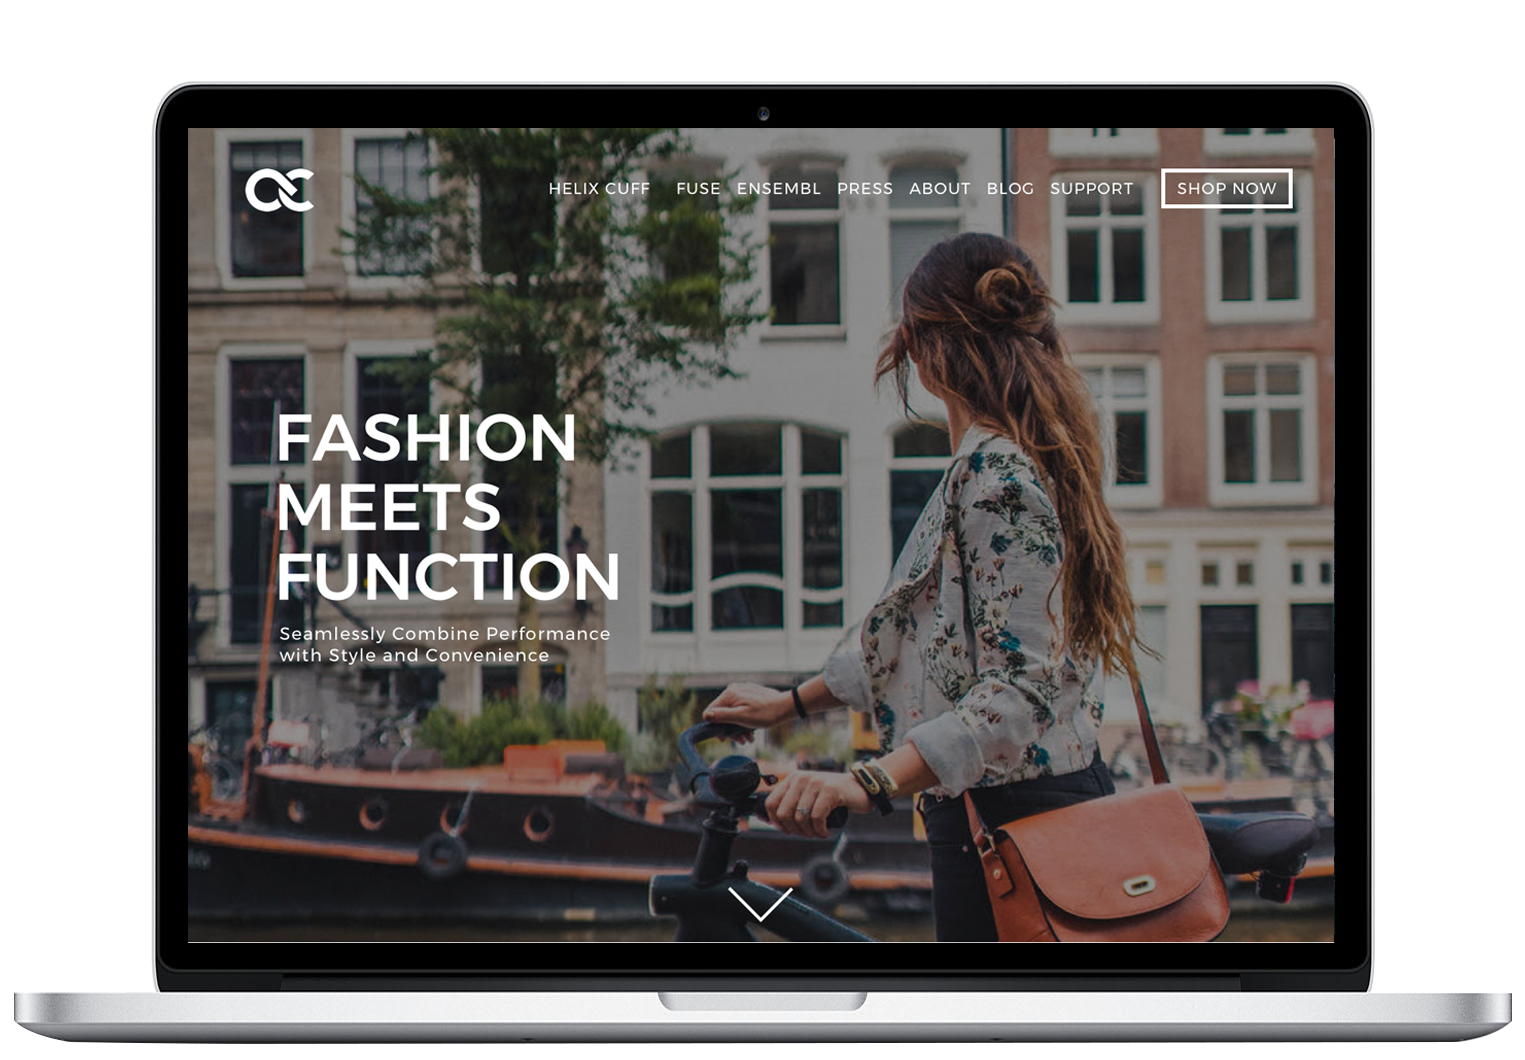 HELIX CUFF FUSE ENSEMBL PRESS ABOUT BLOG SUPPORT SHOP NOW
FASHION
MEETS
FUNCTION
Seamlessly Combine Performance
with Style and Convenience